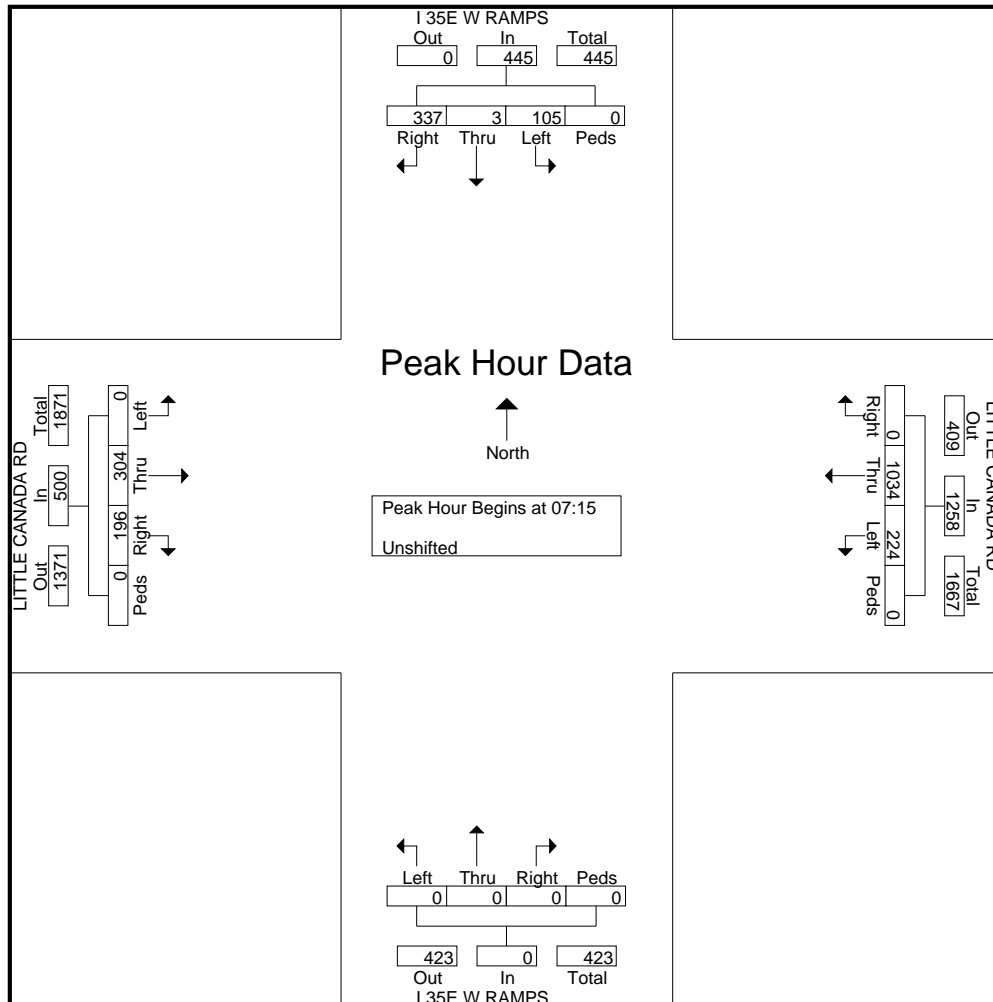 I 35E W RAMPS
Out In Total
0 445 445
337 3 105 0
Right Thru Left Peds
Peak Hour Data
North
Peak Hour Begins at 07:15
Unshifted
LITTLE CANADA RD
Total In Out
1871 500 1371
0 304 196 0
Left Thru Right Peds
Right Thru Left Peds
0 1034 224 0
409 1258 1667
Out In Total
LITTLE CANADA RD
Left Thru Right Peds
0 0 0 0
423 0 423
Out In Total
I 35E W RAMPS